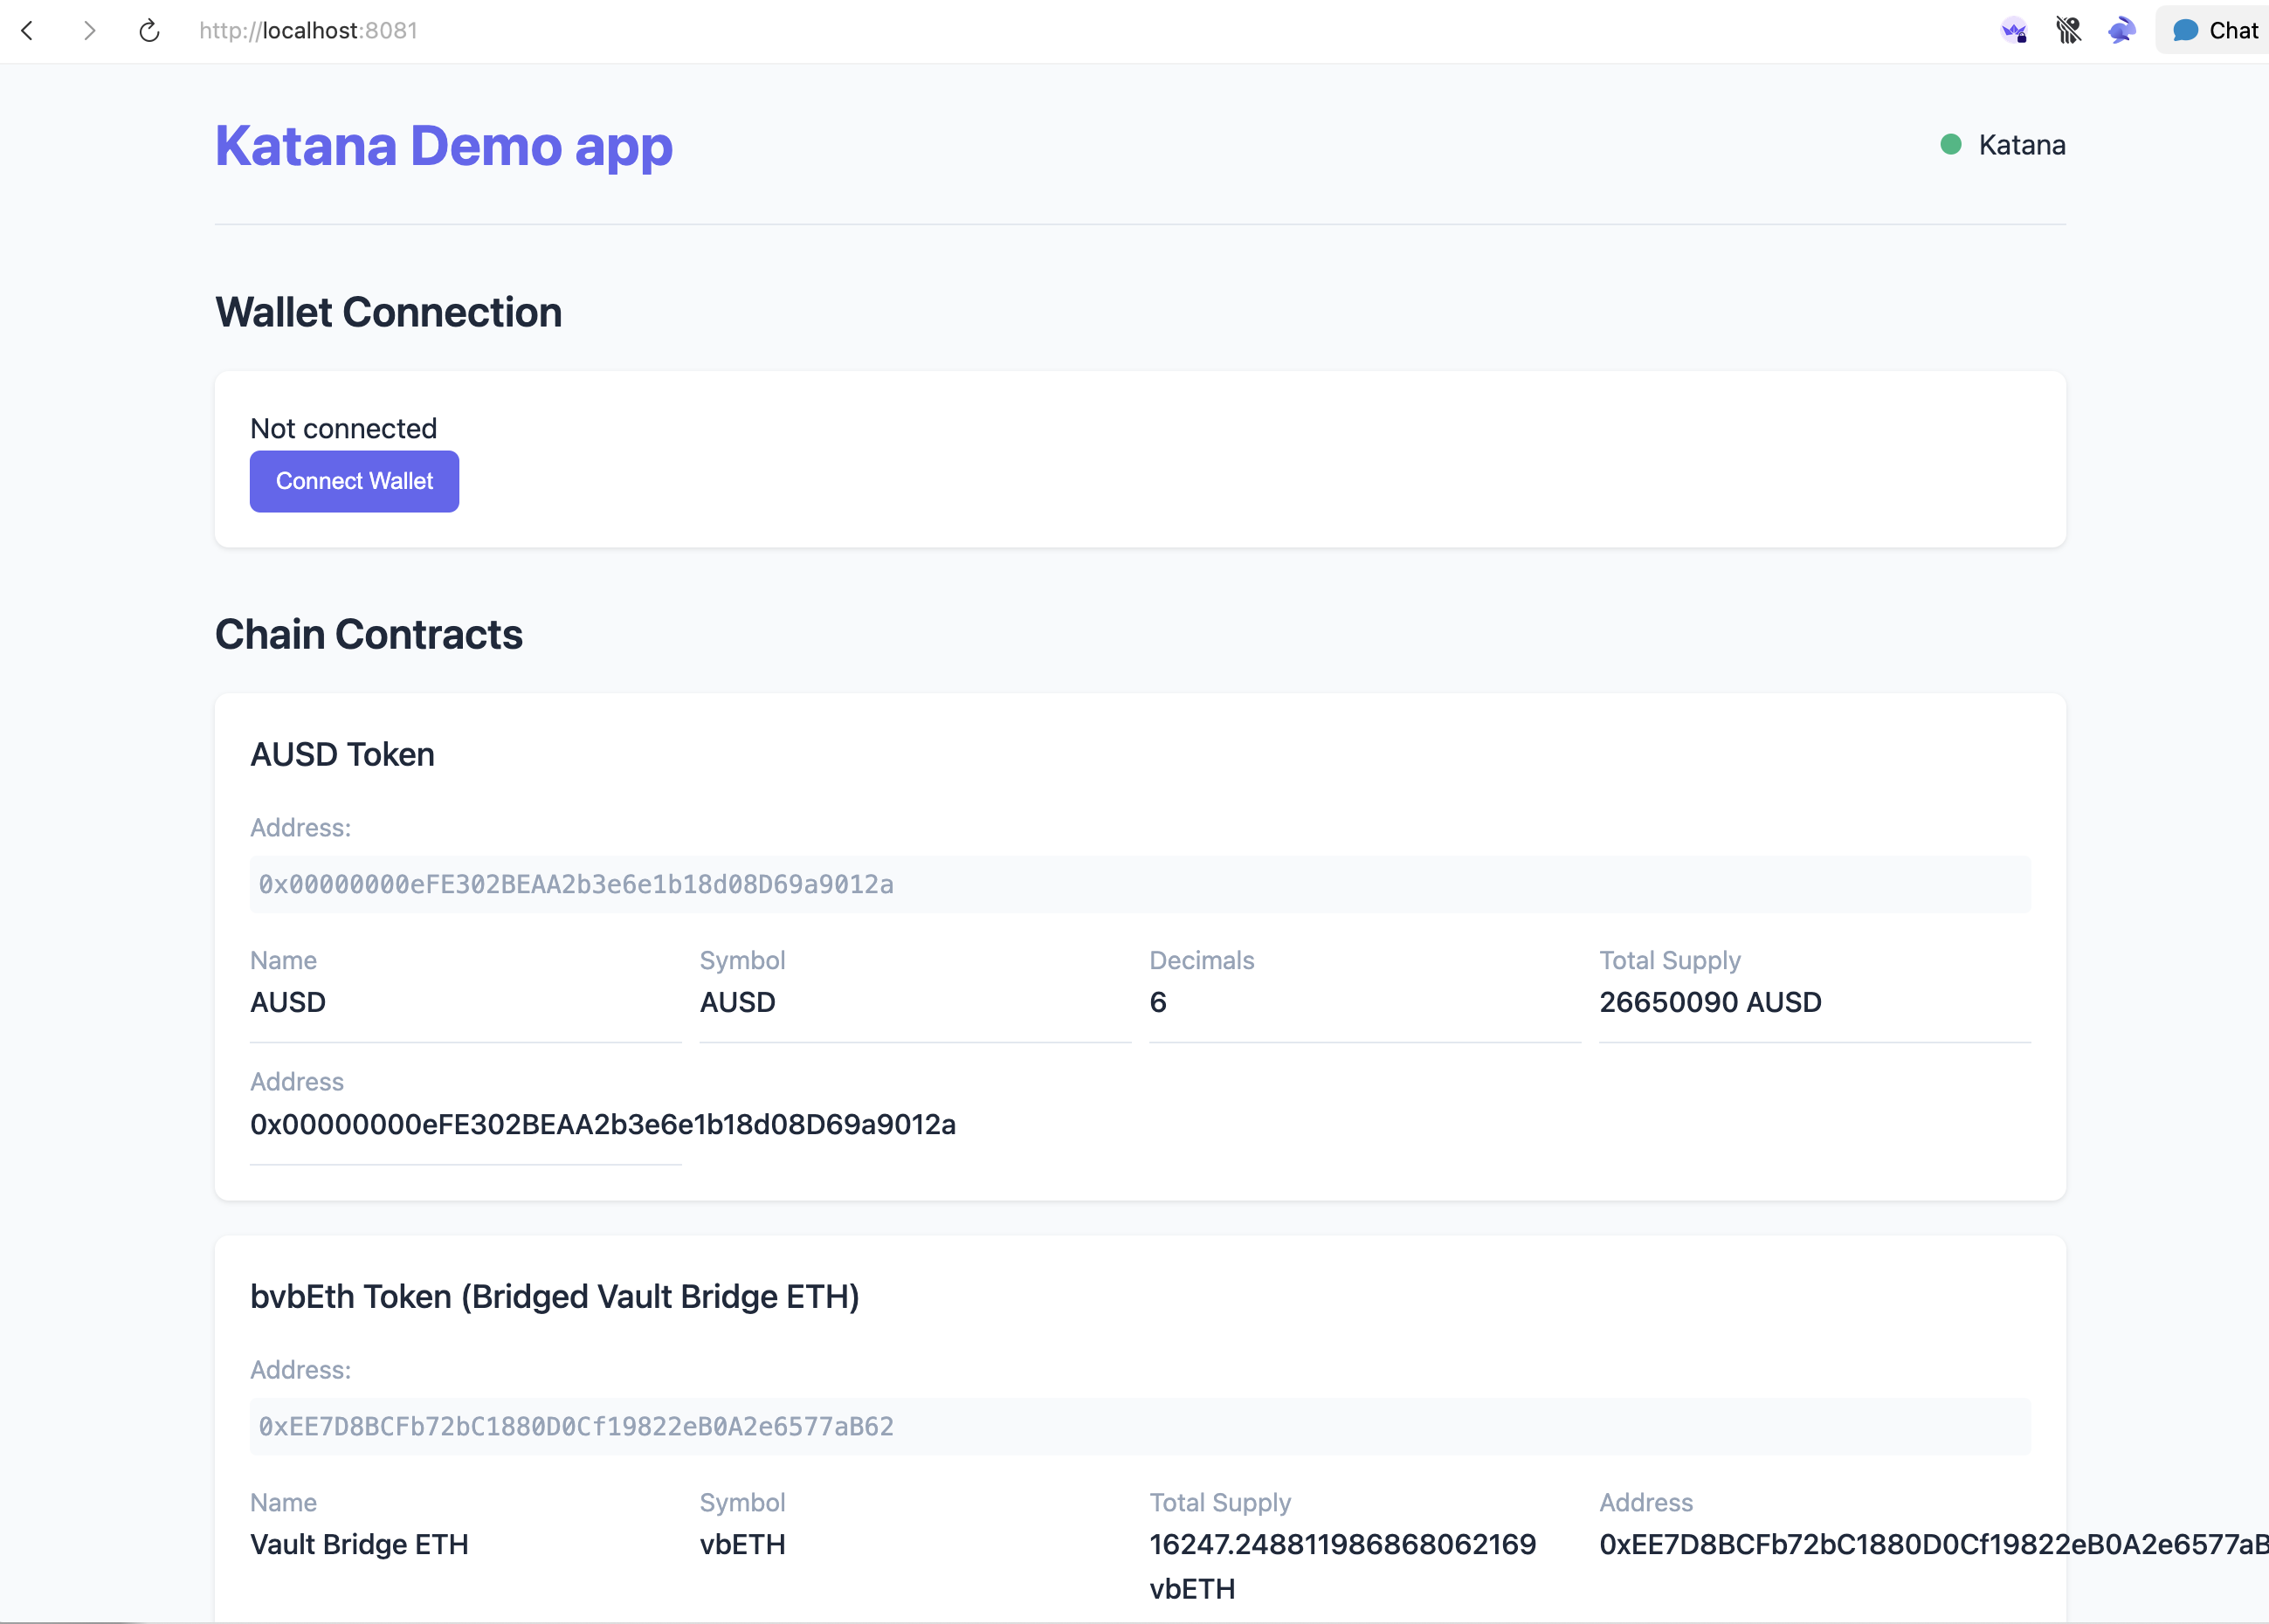 http://localhost:8081
Chat
Katana Demo app
Katana
Wallet Connection
Not connected
Connect Wallet
Chain Contracts
AUSD Token
Address:
0x00000000eFE302BEAA2b3e6e1b18d08D69a9012a
Name Symbol Decimals Total Supply
AUSD AUSD 6 26650090 AUSD
Address
0x00000000eFE302BEAA2b3e6e1b18d08D69a9012a
bvbEth Token (Bridged Vault Bridge ETH)
Address:
0xEE7D8BCFb72bC1880D0Cf19822eB0A2e6577aB62
Name Symbol Total Supply Address
Vault Bridge ETH vbETH 16247.248811986868062169 0xEE7D8BCFb72bC1880D0Cf19822eB0A2e6577aB
vbETH